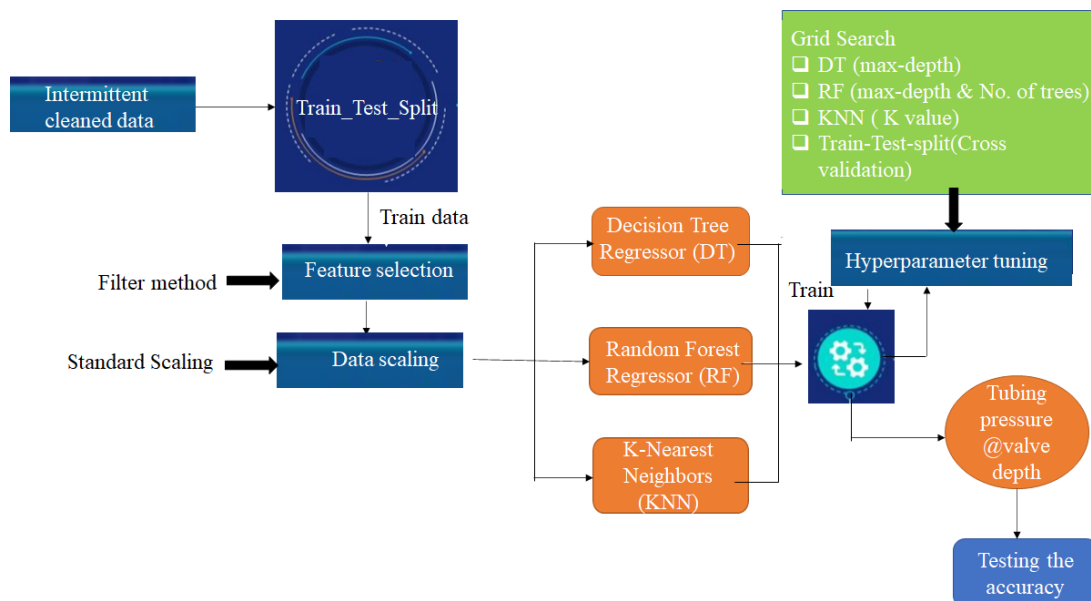 Intermittent
cleaned data
Train_Test_Split
Train data
Filter method
Feature selection
Standard Scaling
Data scaling
Decision Tree
Regressor (DT)
Random Forest
Regressor (RF)
K-Nearest
Neighbors
(KNN)
Grid Search
DT (max-depth)
RF (max-depth & No. of trees)
KNN ( K value)
Train-Test-split(Cross
validation)
Hyperparameter tuning
Train
Tubing
pressure
@valve
depth
Testing the
accuracy